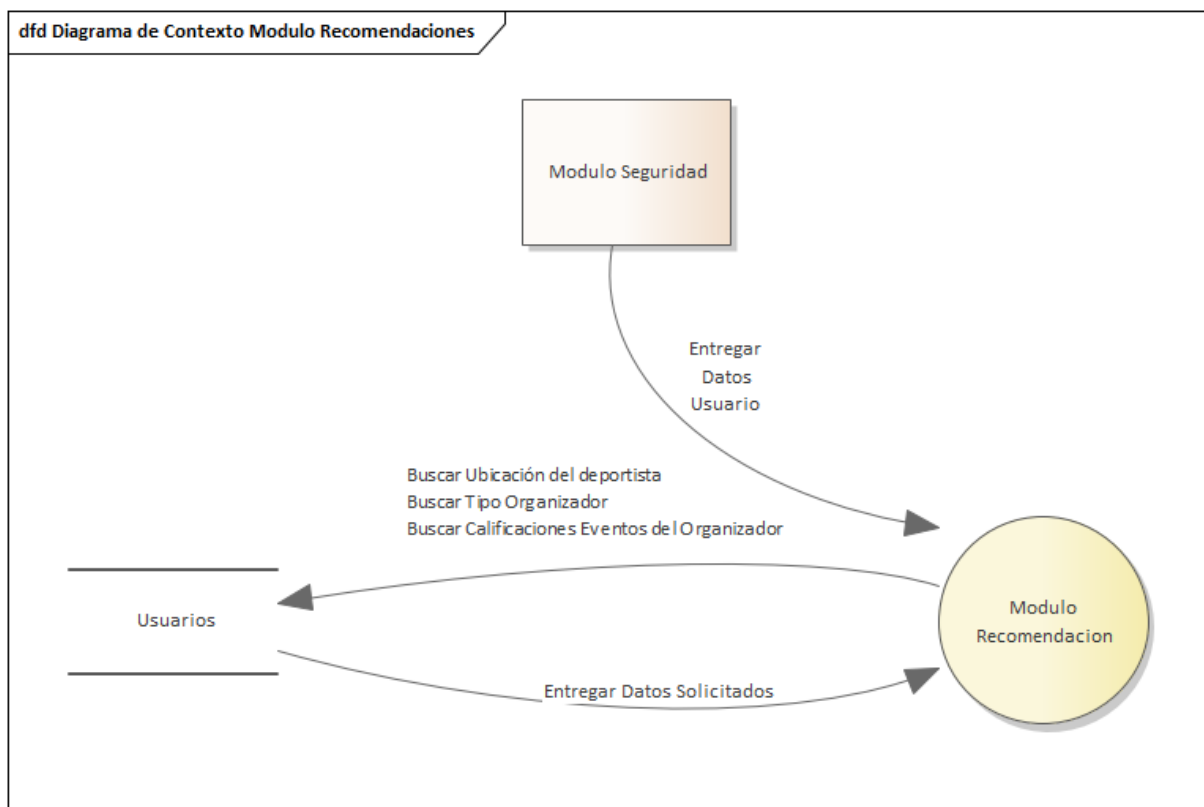 dfd Diagrama de Contexto Modulo Recomendaciones
Modulo Seguridad
Entregar
Datos
Usuario
Buscar Ubicación del deportista
Buscar Tipo Organizador
Buscar Calificaciones Eventos del Organizador
Usuarios
Modulo
Recomendacion
Entregar Datos Solicitados